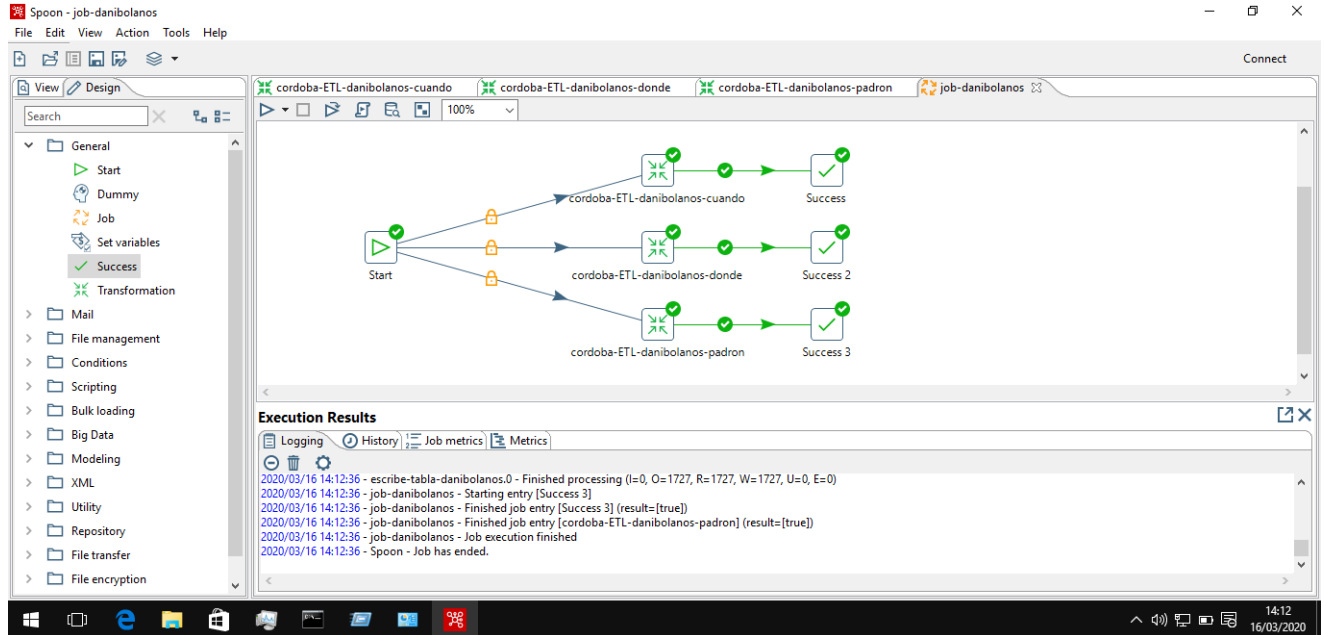 Spoon - job-danibolanos
File Edit View Action Tools Help
Connect
View Design
Search
General
Start
Dummy
Job
Set variables
Success
Transformation
Mail
File management
Conditions
Scripting
Bulk loading
Big Data
Modeling
XML
Utility
Repository
File transfer
File encryption
cordoba-ETL-danibolanos-cuando cordoba-ETL-danibolanos-donde cordoba-ETL-danibolanos-padron job-danibolanos
100%
cordoba-ETL-danibolanos-cuando Success
Start cordoba-ETL-danibolanos-donde Success 2
cordoba-ETL-danibolanos-padron Success 3
Execution Results
Logging History Job metrics Metrics
2020/03/16 14:12:36 - escribe-tabla-danibolanos.0 - Finished processing (I=0, O=1727, R=1727, W=1727, U=0, E=0)
2020/03/16 14:12:36 - job-danibolanos - Starting entry [Success 3]
2020/03/16 14:12:36 - job-danibolanos - Finished job entry [Success 3] (result=[true])
2020/03/16 14:12:36 - job-danibolanos - Finished job entry [cordoba-ETL-danibolanos-padron] (result=[true])
2020/03/16 14:12:36 - job-danibolanos - Job execution finished
2020/03/16 14:12:36 - Spoon - Job has ended.
14:12
16/03/2020